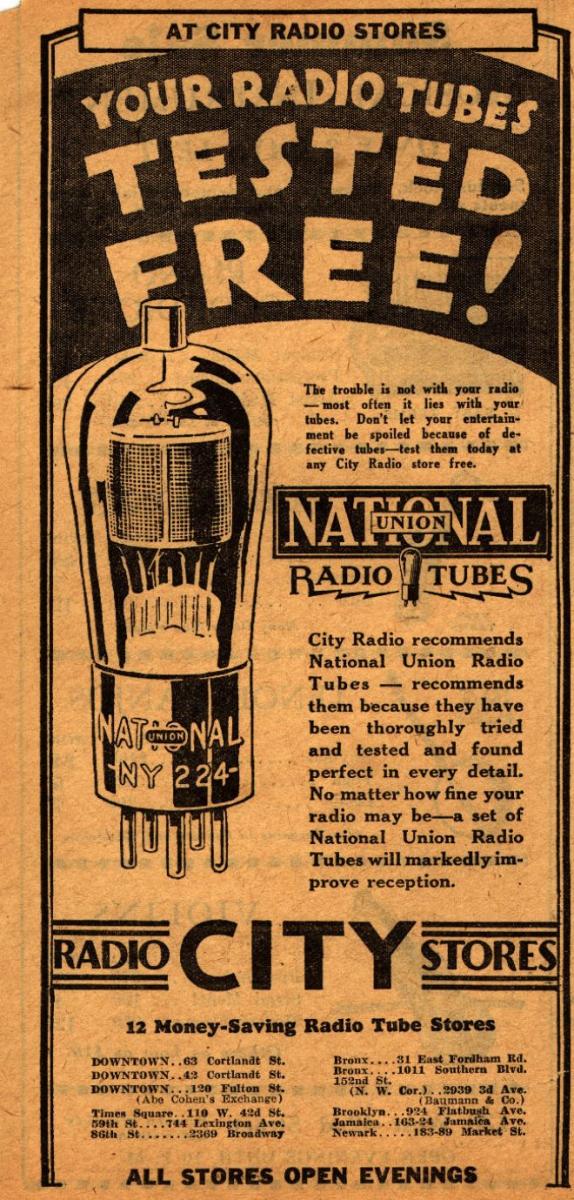 AT CITY RADIO STORES
YOUR RADIO TUBES
TESTED
FREE!
The trouble is not with your radio
—most often it lies with your
tubes. Don't let your entertain-
ment be spoiled because of de-
fective tubes—test them today at
any City Radio store free.
NATIONAL
UNION
RADIO TUBES
City Radio recommends
National Union Radio
Tubes — recommends
them because they have
been thoroughly tried
and tested and found
perfect in every detail.
No matter how fine your
radio may be—a set of
National Union Radio
Tubes will markedly im-
prove reception.
NATIONAL
UNION
-NY 224-
RADIO CITY STORES
12 Money-Saving Radio Tube Stores
DOWNTOWN..63 Cortlandt St.
DOWNTOWN..42 Cortlandt St.
DOWNTOWN...120 Fulton St.
(Abe Cohen's Exchange)
Times Square..110 W. 42d St.
59th St....744 Lexington Ave.
86th St.......2369 Broadway
Bronx....31 East Fordham Rd.
Bronx....1011 Southern Blvd.
152nd St.
(N. W. Cor.)..2939 3d Ave.
(Baumann & Co.)
Brooklyn...924 Flatbush Ave.
Jamaica..163-24 Jamaica Ave.
Newark.....183-89 Market St.
ALL STORES OPEN EVENINGS